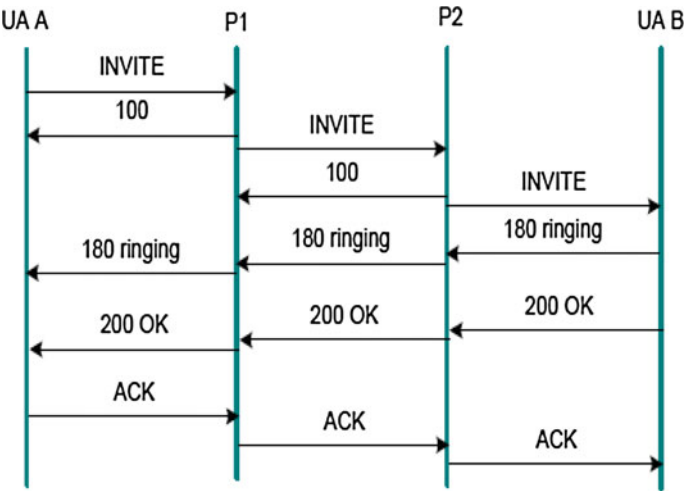 UA A
P1
P2
UA B
INVITE
100
INVITE
100
INVITE
180 ringing
180 ringing
180 ringing
200 OK
200 OK
200 OK
ACK
ACK
ACK